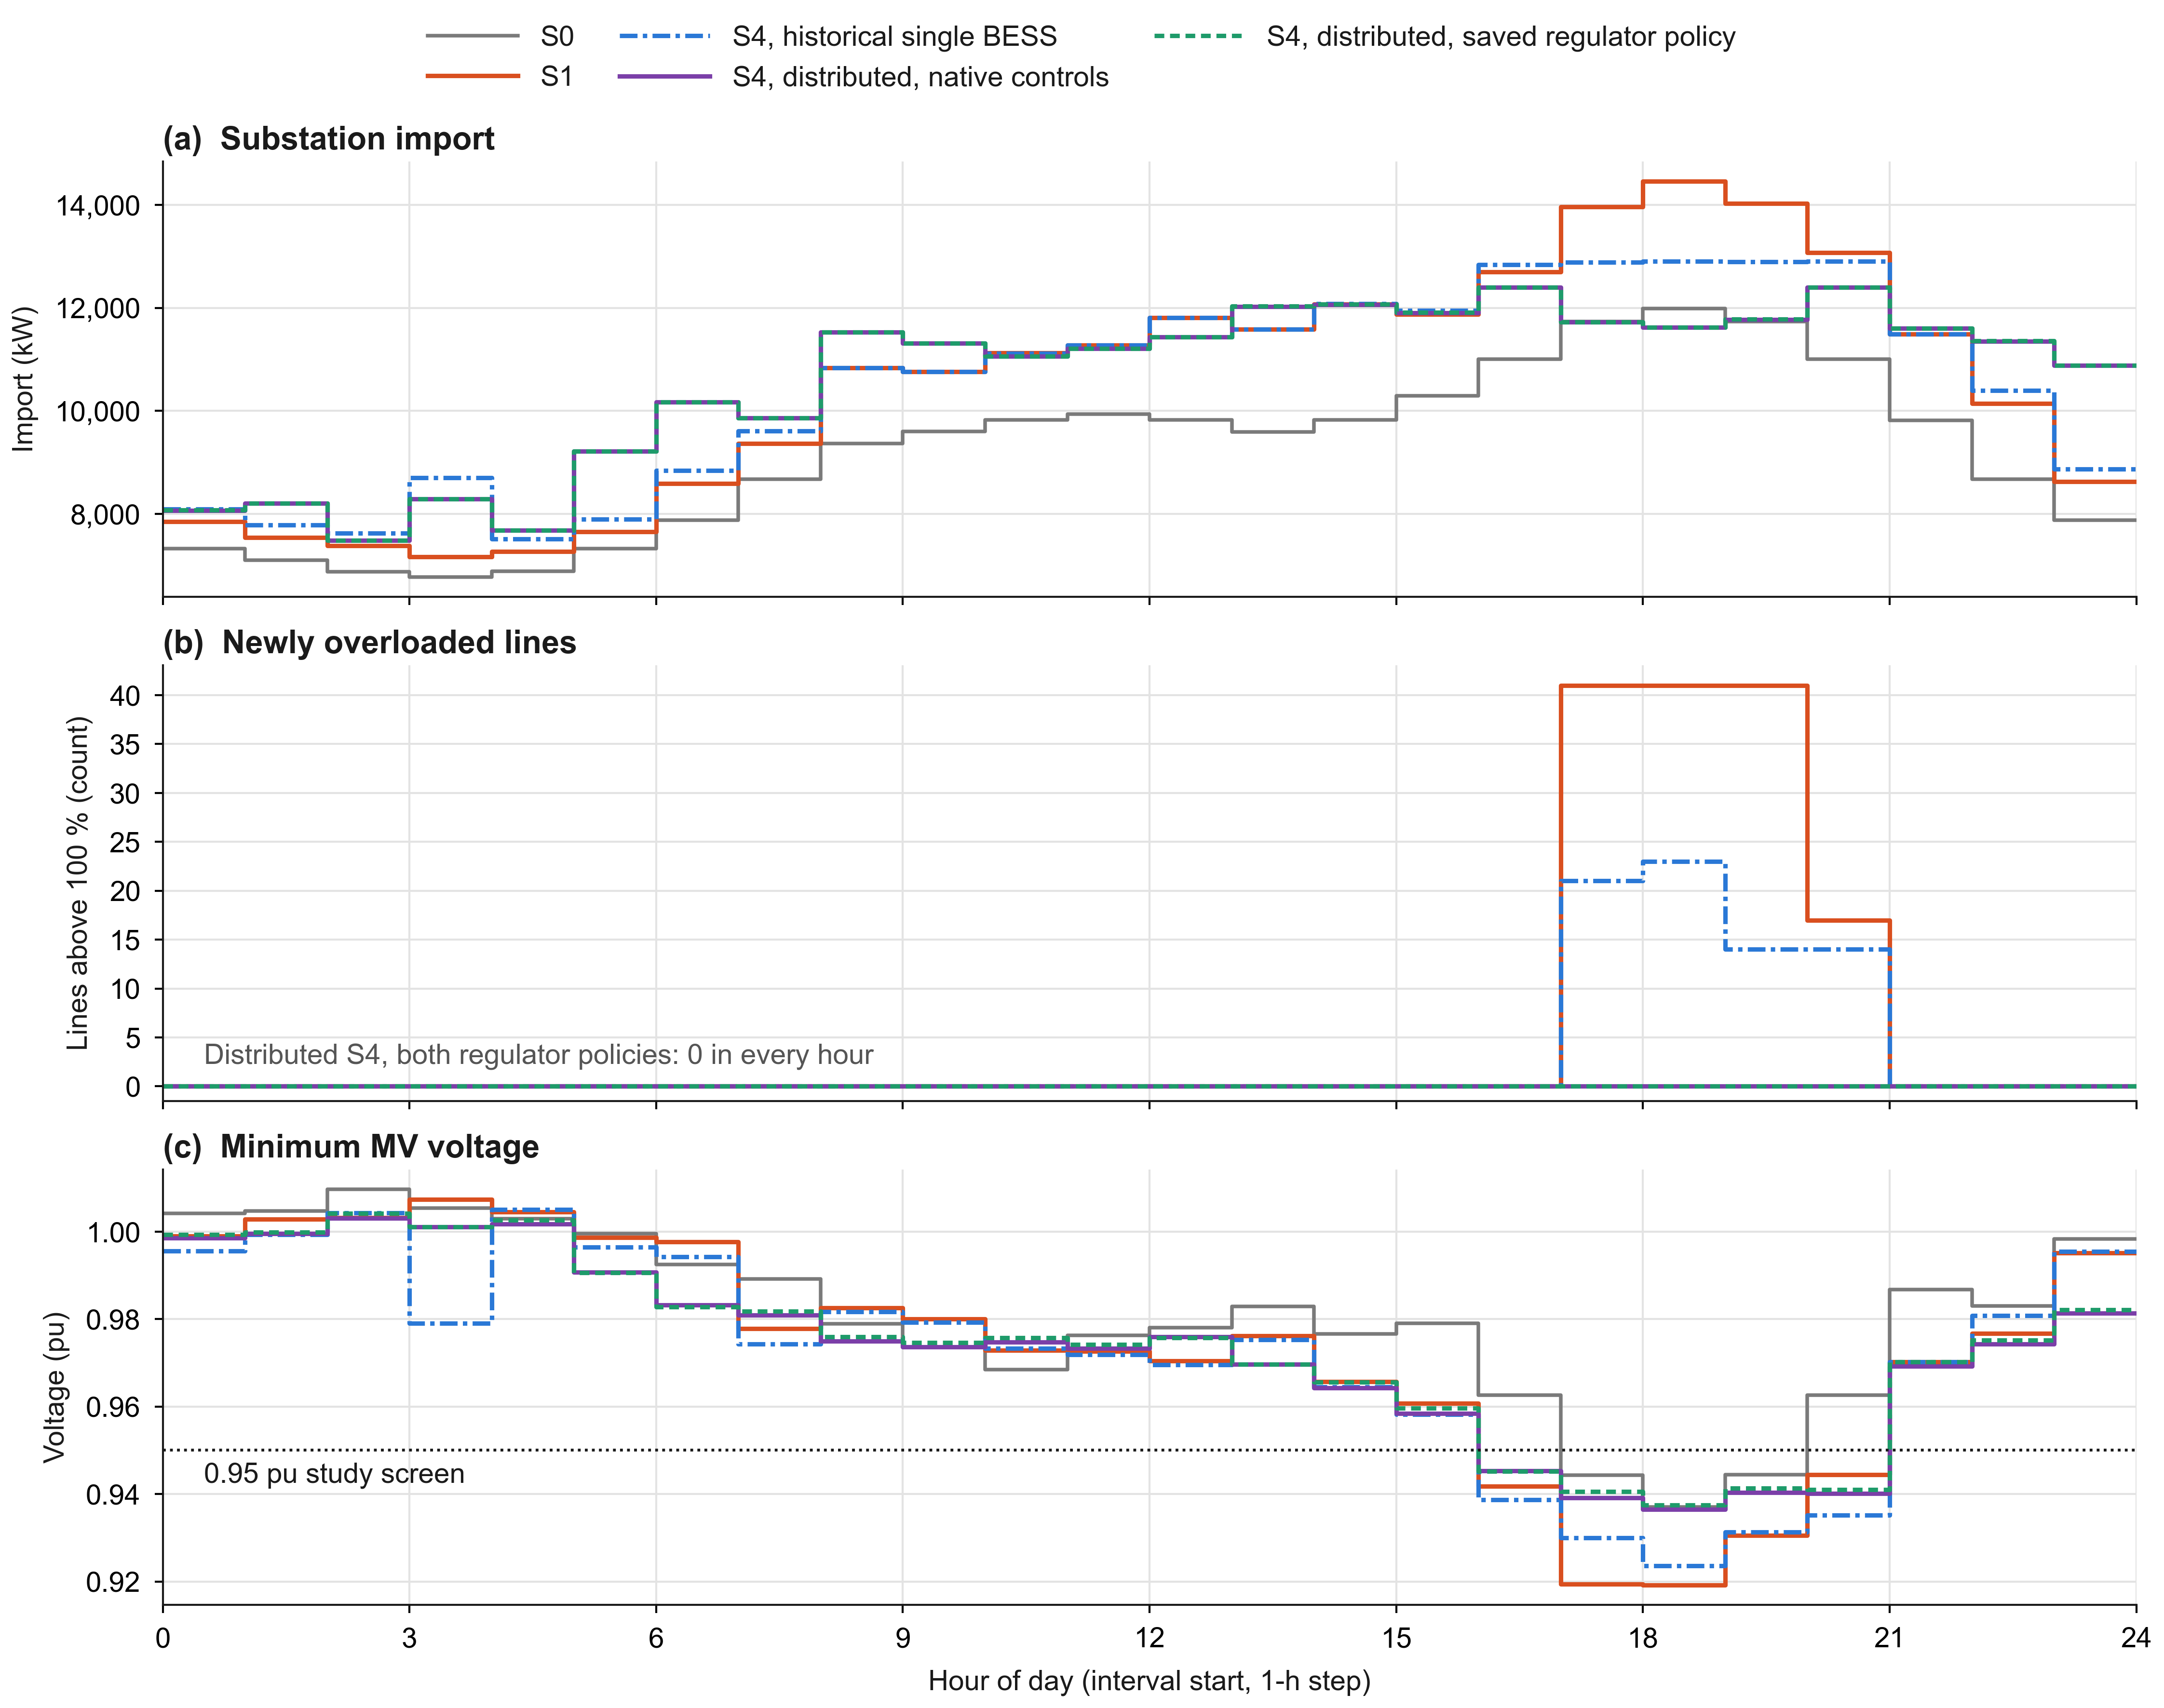 S0
S4, historical single BESS
S4, distributed, saved regulator policy
S1
S4, distributed, native controls
(a) Substation import
14,000
12,000
10,000
8,000
Import (kW)
(b) Newly overloaded lines
40
35
30
25
20
15
10
5
0
Lines above 100 % (count)
Distributed S4, both regulator policies: 0 in every hour
(c) Minimum MV voltage
1.00
0.98
0.96
0.94
0.92
Voltage (pu)
0.95 pu study screen
0 3 6 9 12 15 18 21 24
Hour of day (interval start, 1-h step)